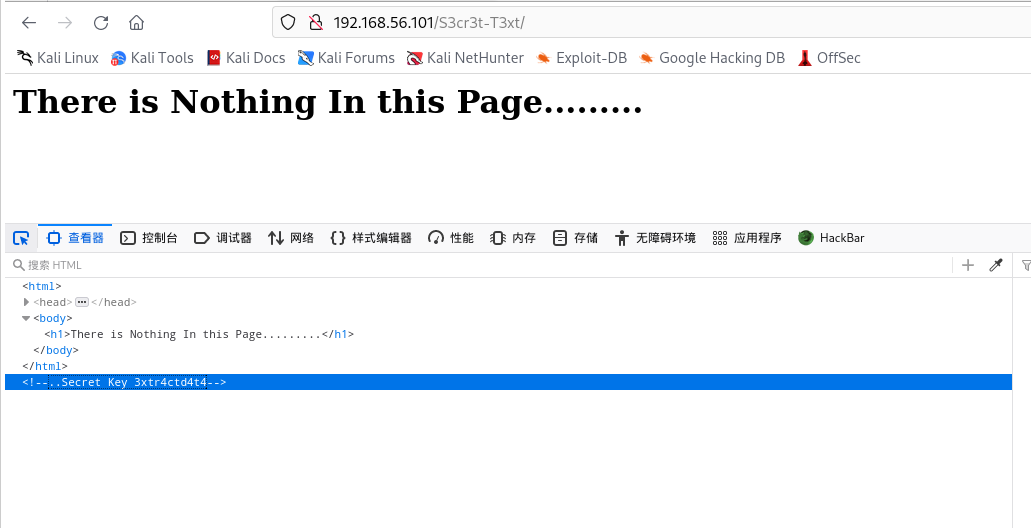 192.168.56.101/S3cr3t-T3xt/
Kali Linux Kali Tools Kali Docs Kali Forums Kali NetHunter Exploit-DB Google Hacking DB OffSec
There is Nothing In this Page.........
查看器 控制台 调试器 网络 样式编辑器 性能 内存 存储 无障碍环境 应用程序 HackBar
搜索 HTML
<html>
<head> ••• </head>
<body>
<h1>There is Nothing In this Page.........</h1>
</body>
</html>
<!--..Secret Key 3xtr4ctd4t4-->